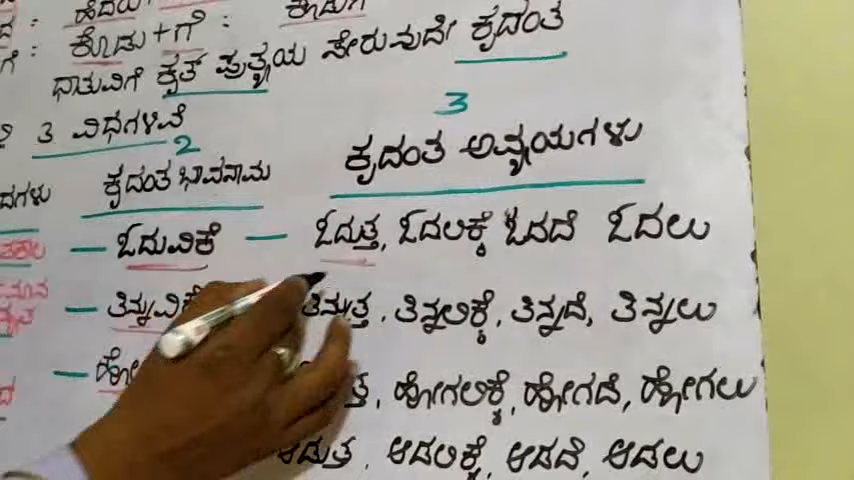 ಕೊಡು + ಗೆ :
ಧಾತುವಿಗೆ ಕೃತ್ ಪ್ರತ್ಯಯ ಸೇರುವುದೇ ಕೃದಂತ
3 ವಿಧಗಳಿವೆ
2 3
ಕೃದಂತ ಭಾವನಾಮ ಕೃದಂತ ಅವ್ಯಯಗಳು
— ಓದುವಿಕೆ — ಓದುತ್ತ, ಓದಲಿಕ್ಕೆ ಓದದೆ ಓದಲು
— ತಿನ್ನುತ್ತ, ತಿನ್ನಲಿಕ್ಕೆ, ತಿನ್ನದೆ, ತಿನ್ನಲು
— ಹೋಗಲಿಕ್ಕೆ, ಹೋಗದೆ, ಹೋಗಲು
ಆಡುತ್ತ, ಆಡಲಿಕ್ಕೆ, ಆಡದೆ, ಆಡಲು